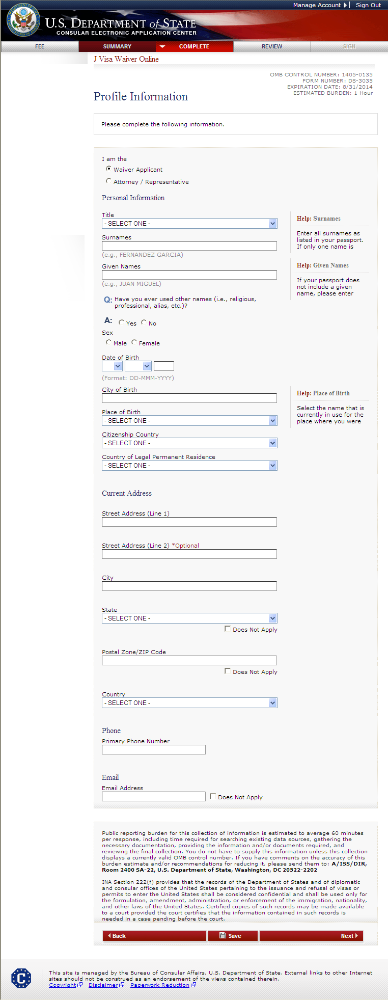 Manage Account | Sign Out
U.S. DEPARTMENT of STATE
CONSULAR ELECTRONIC APPLICATION CENTER
FEE SUMMARY COMPLETE REVIEW SIGN
J Visa Waiver Online
OMB CONTROL NUMBER: 1405-0135
FORM NUMBER: DS-3035
EXPIRATION DATE: 8/31/2014
ESTIMATED BURDEN: 1 Hour
Profile Information
Please complete the following information.
I am the
Waiver Applicant
Attorney / Representative
Personal Information
Title
- SELECT ONE -
Help: Surnames
Enter all surnames as
listed in your passport.
If only one name is
Surnames
(e.g., FERNANDEZ GARCIA)
Given Names
(e.g., JUAN MIGUEL)
Help: Given Names
If your passport does
not include a given
name, please enter
Q: Have you ever used other names (i.e., religious,
professional, alias, etc.)?
A: Yes No
Sex
Male Female
Date of Birth
(Format: DD-MMM-YYYY)
City of Birth
Help: Place of Birth
Select the name that is
currently in use for the
place where you were
Place of Birth
- SELECT ONE -
Citizenship Country
- SELECT ONE -
Country of Legal Permanent Residence
- SELECT ONE -
Current Address
Street Address (Line 1)
Street Address (Line 2) *Optional
City
State
- SELECT ONE -
Does Not Apply
Postal Zone/ZIP Code
Does Not Apply
Country
- SELECT ONE -
Phone
Primary Phone Number
Email
Email Address
Does Not Apply
Public reporting burden for this collection of information is estimated to average 60 minutes
per response, including time required for searching existing data sources, gathering the
necessary documentation, providing the information and/or documents required, and
reviewing the final collection. You do not have to supply this information unless this collection
displays a currently valid OMB control number. If you have comments on the accuracy of this
burden estimate and/or recommendations for reducing it, please send them to: A/ISS/DIR,
Room 2400 SA-22, U.S. Department of State, Washington, DC 20522-2202
INA Section 222(f) provides that the records of the Department of States and of diplomatic
and consular offices of the United States pertaining to the issuance and refusal of visas or
permits to enter the United States shall be considered confidential and shall be used only for
the formulation, amendment, administration, or enforcement of the immigration, nationality,
and other laws of the United States. Certified copies of such records may be made available
to a court provided the court certifies that the information contained in such records is
needed in a case pending before the court.
Back Save Next
C
This site is managed by the Bureau of Consular Affairs, U.S. Department of State. External links to other Internet
sites should not be construed as an endorsement of the views contained therein.
Copyright Disclaimer Paperwork Reduction